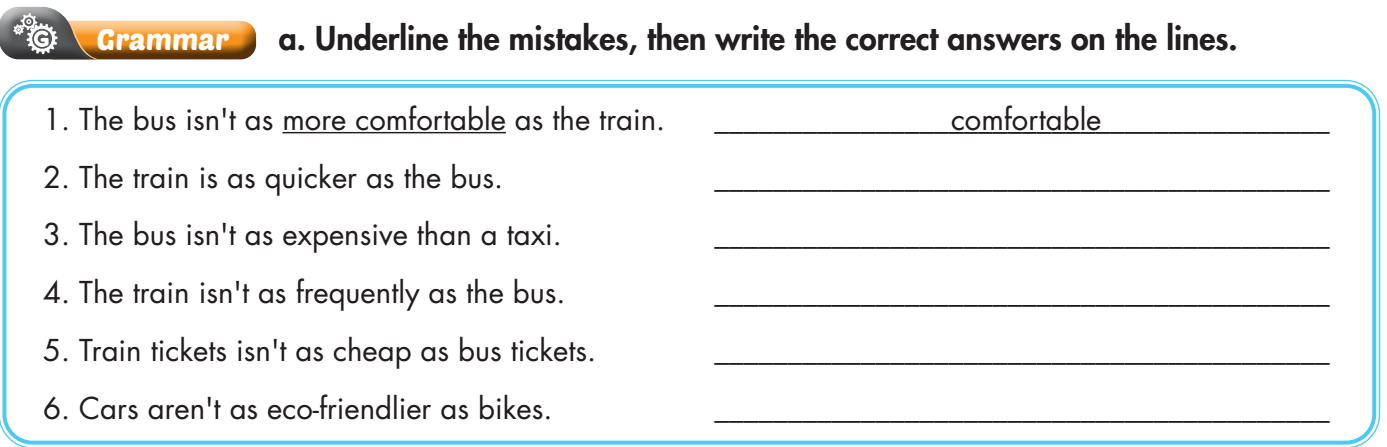 G Grammar a. Underline the mistakes, then write the correct answers on the lines.
1. The bus isn't as more comfortable as the train. comfortable
2. The train is as quicker as the bus.
3. The bus isn't as expensive than a taxi.
4. The train isn't as frequently as the bus.
5. Train tickets isn't as cheap as bus tickets.
6. Cars aren't as eco-friendlier as bikes.